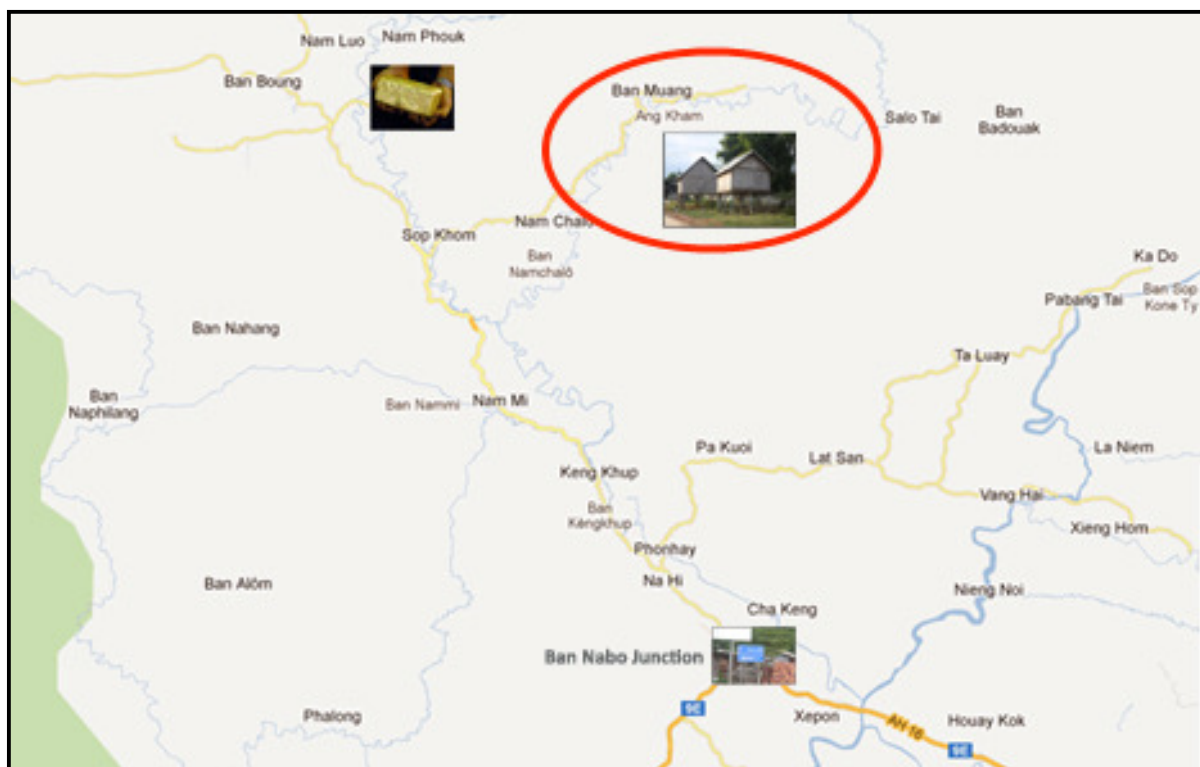 Nam Luo
Nam Phouk
Ban Boung
Ban Muang
Ang Kham
Salo Tai
Ban
Badouak
Nam Chalo
Sop Khom
Ban
Namchalô
Ka Do
Ban Sop
Kone Ty
Pabang Tai
Ban Nahang
Ta Luay
Ban
Naphilang
Ban Nammi
Nam Mi
Pa Kuoi
Lat San
La Niem
Keng Khup
Vang Hai
Ban
Kèngkhup
Xieng Hom
Phonhay
Na Hi
Ban Alôm
Nieng Noi
Cha Keng
Ban Nabo Junction
9E
Phalong
Xepon
AH 16
Houay Kok
9E